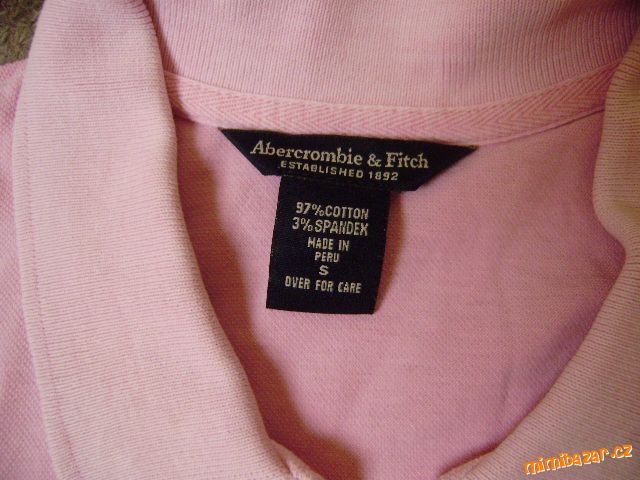 Abercrombie & Fitch
ESTABLISHED 1892
97% COTTON
3% SPANDEX
MADE IN
PERU
S
OVER FOR CARE
mimibazar.cz